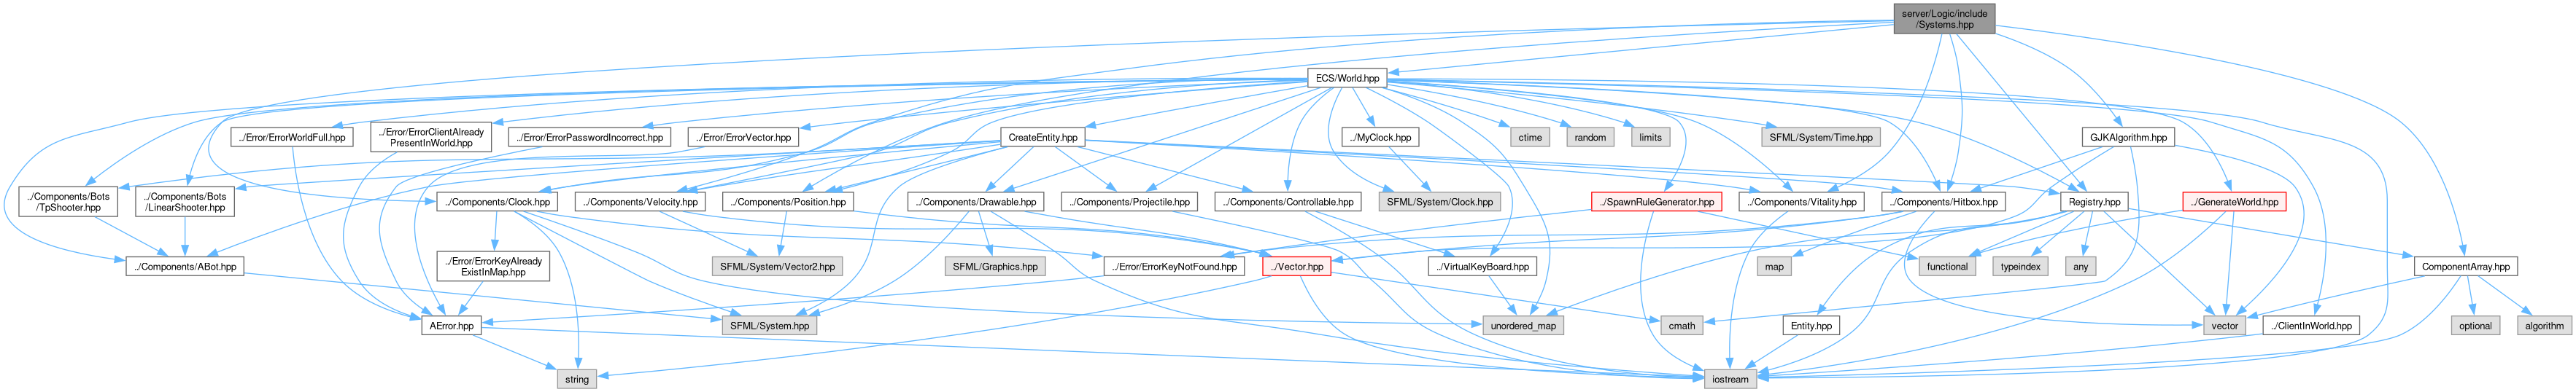 server/Logic/include
/Systems.hpp
ECS/World.hpp
../Error/ErrorWorldFull.hpp
../Error/ErrorClientAlready
PresentInWorld.hpp
../Error/ErrorPasswordIncorrect.hpp
../Error/ErrorVector.hpp
CreateEntity.hpp
../MyClock.hpp
ctime
random
limits
SFML/System/Time.hpp
GJKAlgorithm.hpp
../Components/Bots
/TpShooter.hpp
../Components/Bots
/LinearShooter.hpp
../Components/Clock.hpp
../Components/Velocity.hpp
../Components/Position.hpp
../Components/Drawable.hpp
../Components/Projectile.hpp
../Components/Controllable.hpp
SFML/System/Clock.hpp
../SpawnRuleGenerator.hpp
../Components/Vitality.hpp
../Components/Hitbox.hpp
Registry.hpp
../GenerateWorld.hpp
../Components/ABot.hpp
../Error/ErrorKeyAlready
ExistInMap.hpp
SFML/System/Vector2.hpp
SFML/Graphics.hpp
../Error/ErrorKeyNotFound.hpp
../Vector.hpp
../VirtualKeyBoard.hpp
map
functional
typeindex
any
ComponentArray.hpp
AError.hpp
SFML/System.hpp
unordered_map
cmath
Entity.hpp
vector
../ClientInWorld.hpp
optional
algorithm
string
iostream